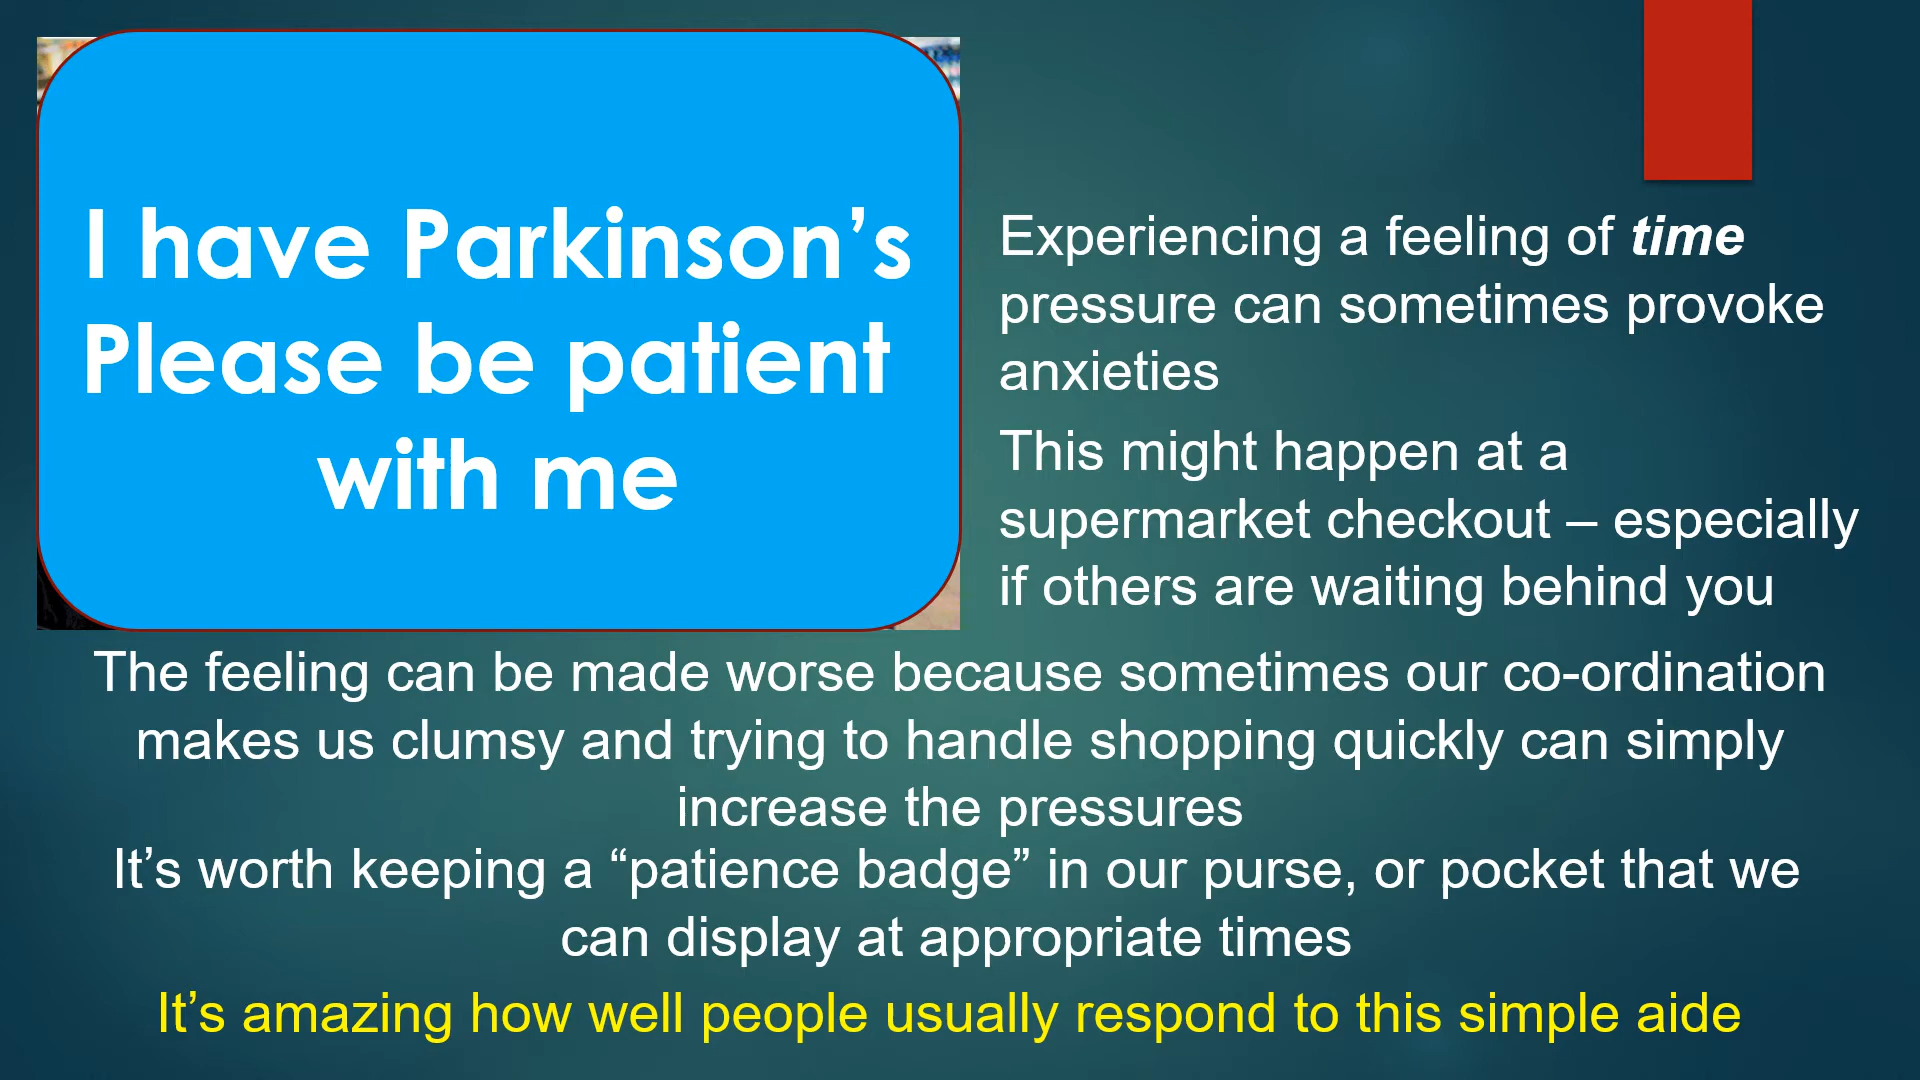 I have Parkinson’s
Please be patient
with me
Experiencing a feeling of time
pressure can sometimes provoke
anxieties
This might happen at a
supermarket checkout – especially
if others are waiting behind you
The feeling can be made worse because sometimes our co-ordination
makes us clumsy and trying to handle shopping quickly can simply
increase the pressures
It’s worth keeping a “patience badge” in our purse, or pocket that we
can display at appropriate times
It’s amazing how well people usually respond to this simple aide